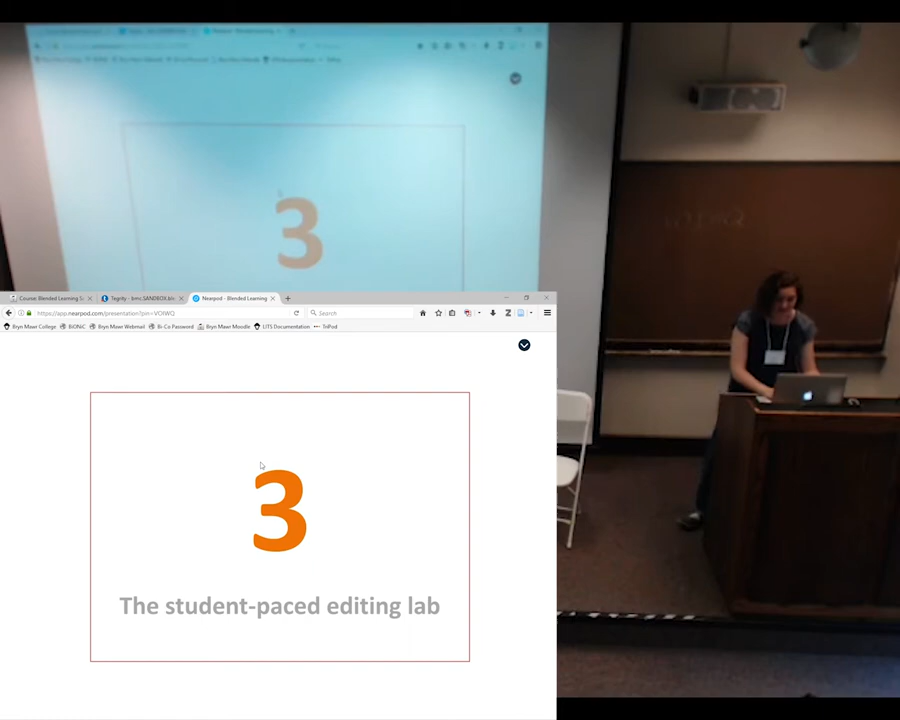 3
Course: Blended Learning S
Tegrity - bmc.SANDBOX.bl
Nearpod - Blended Learning
https://app.nearpod.com/presentation?pin=VOIWQ
Search
Bryn Mawr College
BiONiC
Bryn Mawr Webmail
Bi-Co Password
Bryn Mawr Moodle
LITS Documentation
TriPod
3
The student-paced editing lab